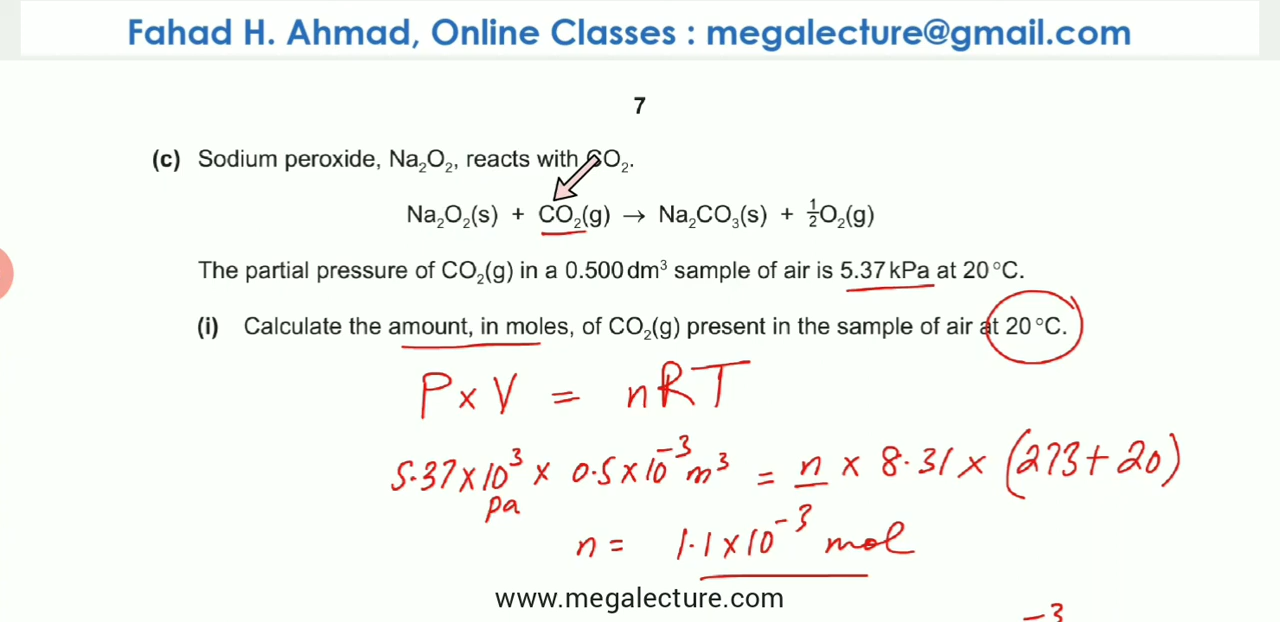 Fahad H. Ahmad, Online Classes : megalecture@gmail.com
7
(c) Sodium peroxide, Na₂O₂, reacts with CO₂.
Na₂O₂(s) + CO₂(g) → Na₂CO₃(s) + ½O₂(g)
The partial pressure of CO₂(g) in a 0.500 dm³ sample of air is 5.37 kPa at 20 °C.
(i) Calculate the amount, in moles, of CO₂(g) present in the sample of air at 20 °C.
P x V = nRT
5.37 x 10³ x 0.5 x 10⁻³ m³ = n x 8.31 x (273 + 20)
pa
n = 1.1 x 10⁻³ mol
www.megalecture.com
-3